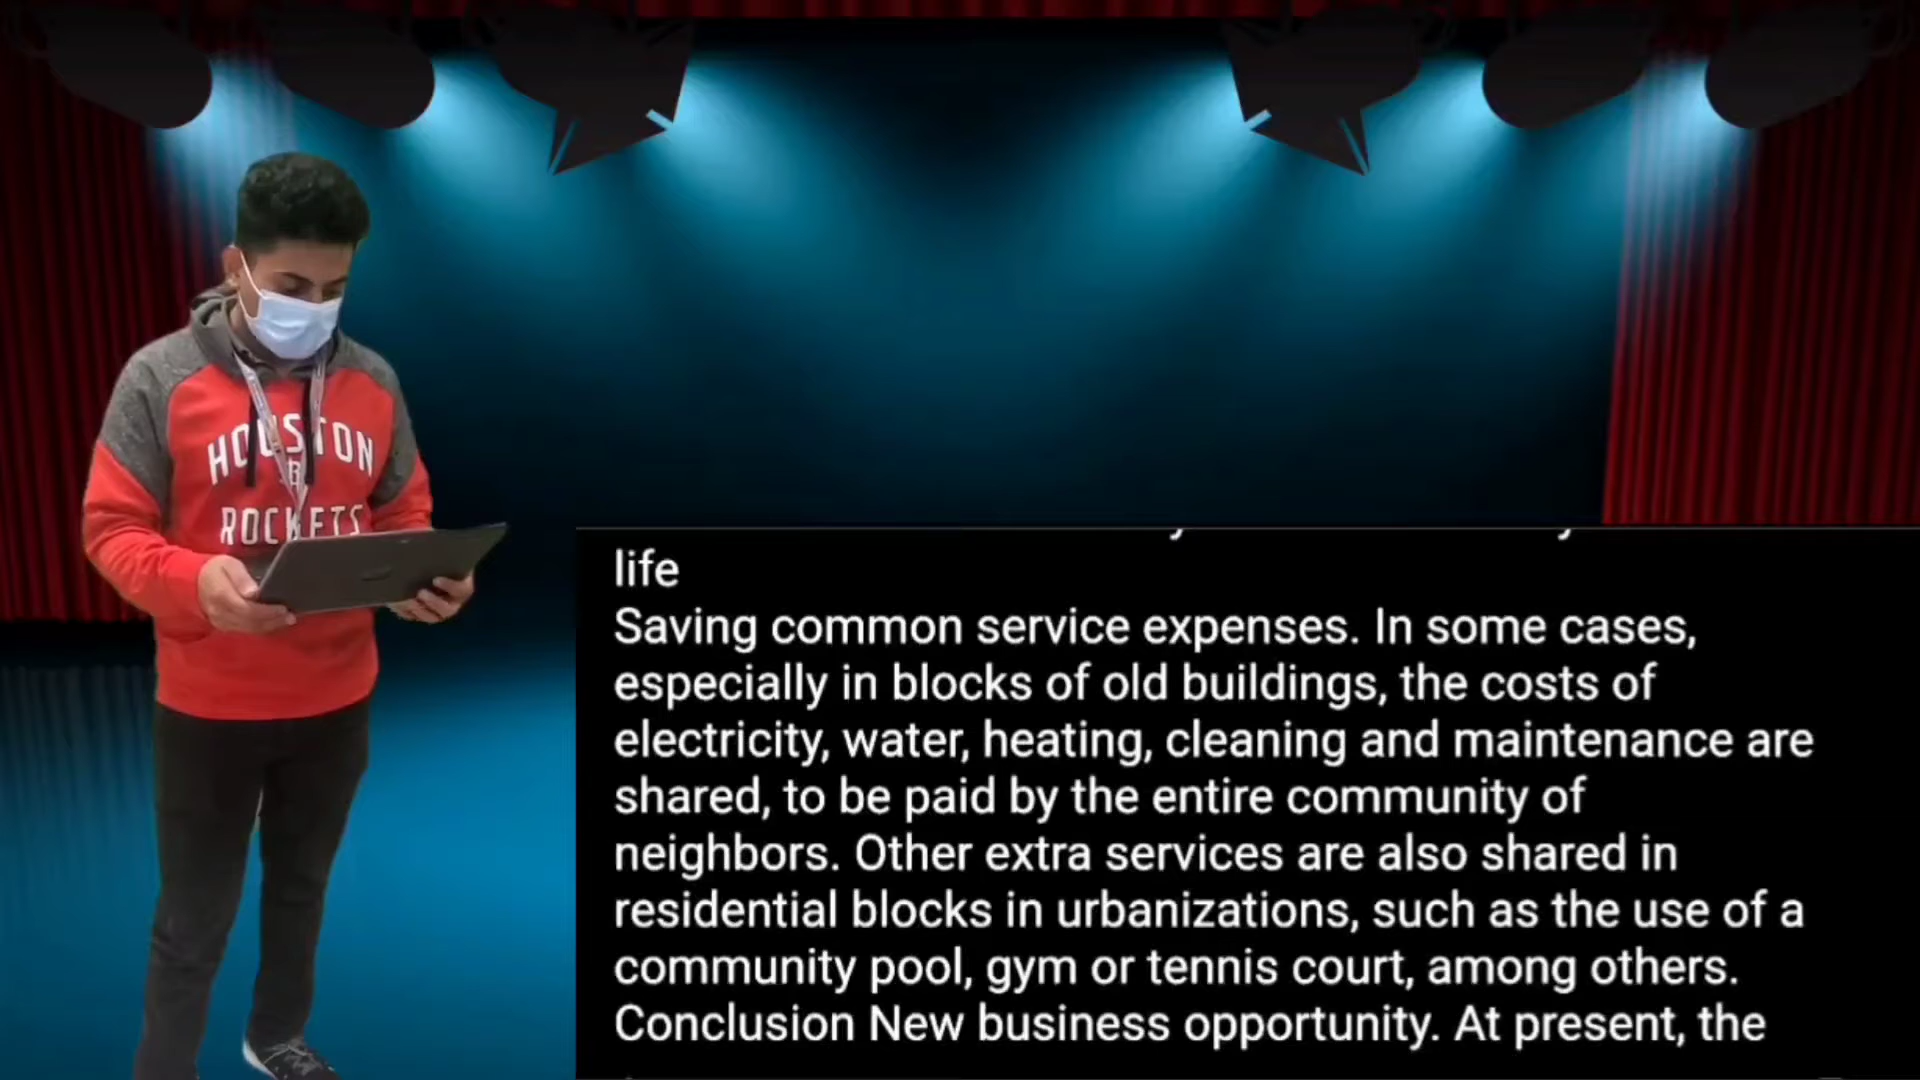 HOUSTON
R
ROCKETS
life
Saving common service expenses. In some cases,
especially in blocks of old buildings, the costs of
electricity, water, heating, cleaning and maintenance are
shared, to be paid by the entire community of
neighbors. Other extra services are also shared in
residential blocks in urbanizations, such as the use of a
community pool, gym or tennis court, among others.
Conclusion New business opportunity. At present, the